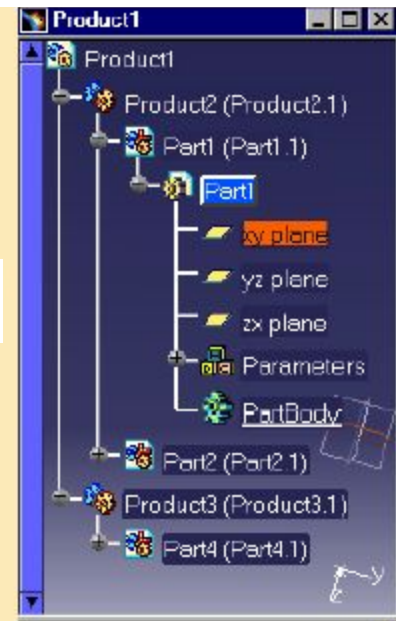 Product1
Product1
Product2 (Product2.1)
Part1 (Part1.1)
Part1
xy plane
yz plane
zx plane
Parameters
PartBody
Part2 (Part2.1)
Product3 (Product3.1)
Part4 (Part4.1)
y
z